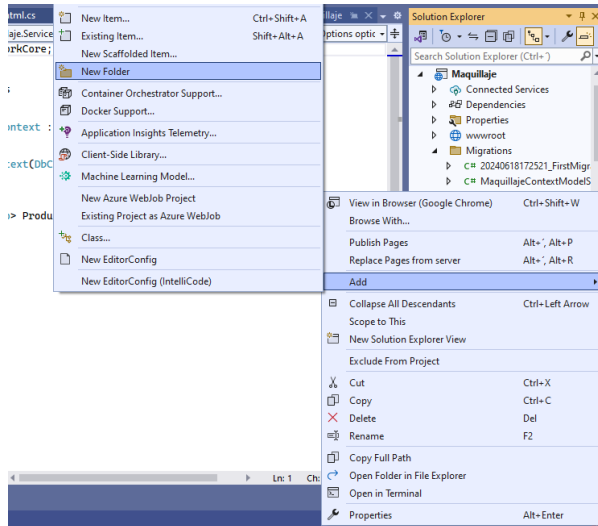 html.cs
laje.Service
orkCore;
ontext :
text(DbC
> Produ
New Item... Ctrl+Shift+A
Existing Item... Shift+Alt+A
New Scaffolded Item...
New Folder
Container Orchestrator Support...
Docker Support...
Application Insights Telemetry...
Client-Side Library...
Machine Learning Model...
New Azure WebJob Project
Existing Project as Azure WebJob
Class...
New EditorConfig
New EditorConfig (IntelliCode)
illaje
Options optic
Ln: 1 Ch:
Solution Explorer
Search Solution Explorer (Ctrl+´)
Maquillaje
Connected Services
Dependencies
Properties
wwwroot
Migrations
C# 20240618172521_FirstMigr
C# MaquillajeContextModelS
View in Browser (Google Chrome) Ctrl+Shift+W
Browse With...
Publish Pages Alt+´, Alt+P
Replace Pages from server Alt+´, Alt+R
Add
Collapse All Descendants Ctrl+Left Arrow
Scope to This
New Solution Explorer View
Exclude From Project
Cut Ctrl+X
Copy Ctrl+C
Delete Del
Rename F2
Copy Full Path
Open Folder in File Explorer
Open in Terminal
Properties Alt+Enter